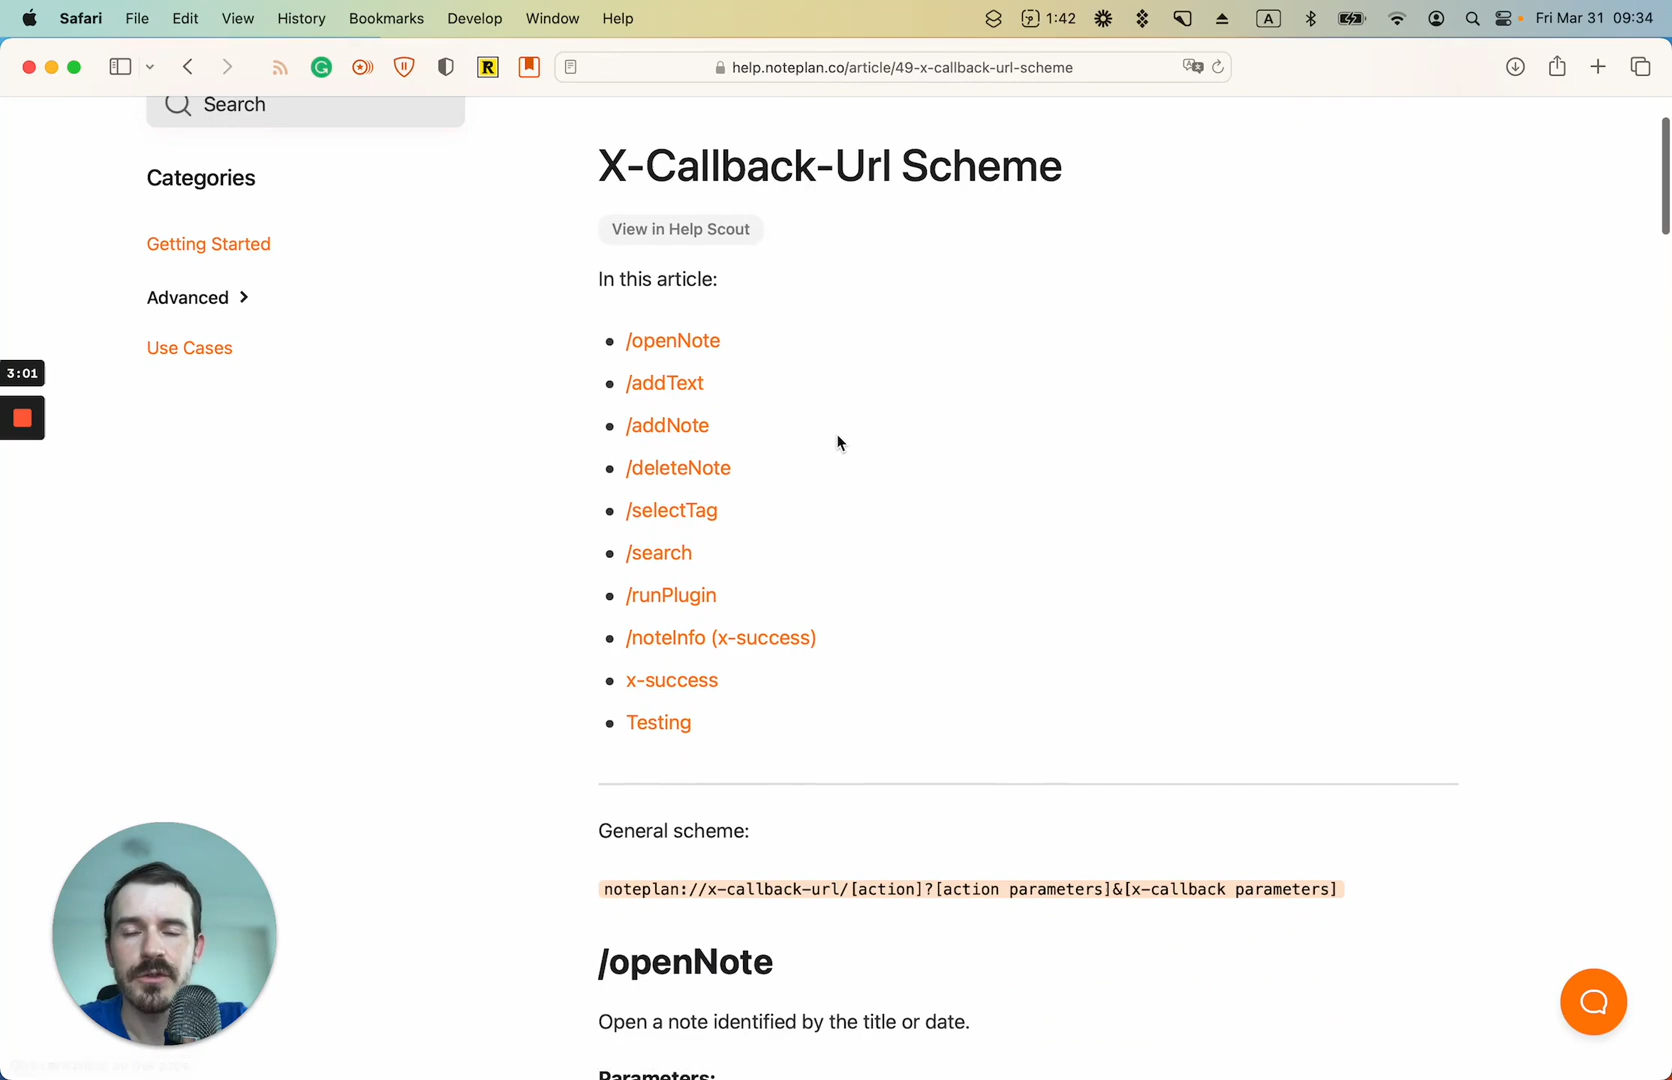 Safari File Edit View History Bookmarks Develop Window Help 1:42 A Fri Mar 31 09:34
R help.noteplan.co/article/49-x-callback-url-scheme
Search
Categories
Getting Started
Advanced
Use Cases
3:01
X-Callback-Url Scheme
View in Help Scout
In this article:
• /openNote
• /addText
• /addNote
• /deleteNote
• /selectTag
• /search
• /runPlugin
• /noteInfo (x-success)
• x-success
• Testing
General scheme:
noteplan://x-callback-url/[action]?[action parameters]&[x-callback parameters]
/openNote
Open a note identified by the title or date.
Parameters: